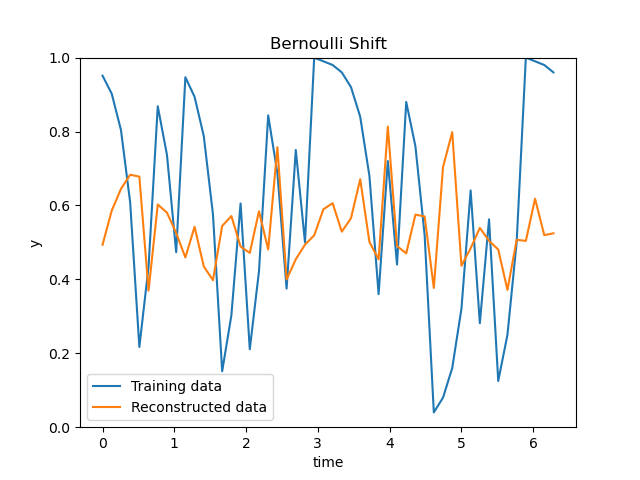 Bernoulli Shift
1.0
0.8
0.6
0.4
0.2
0.0
y
Training data
Reconstructed data
0 1 2 3 4 5 6
time